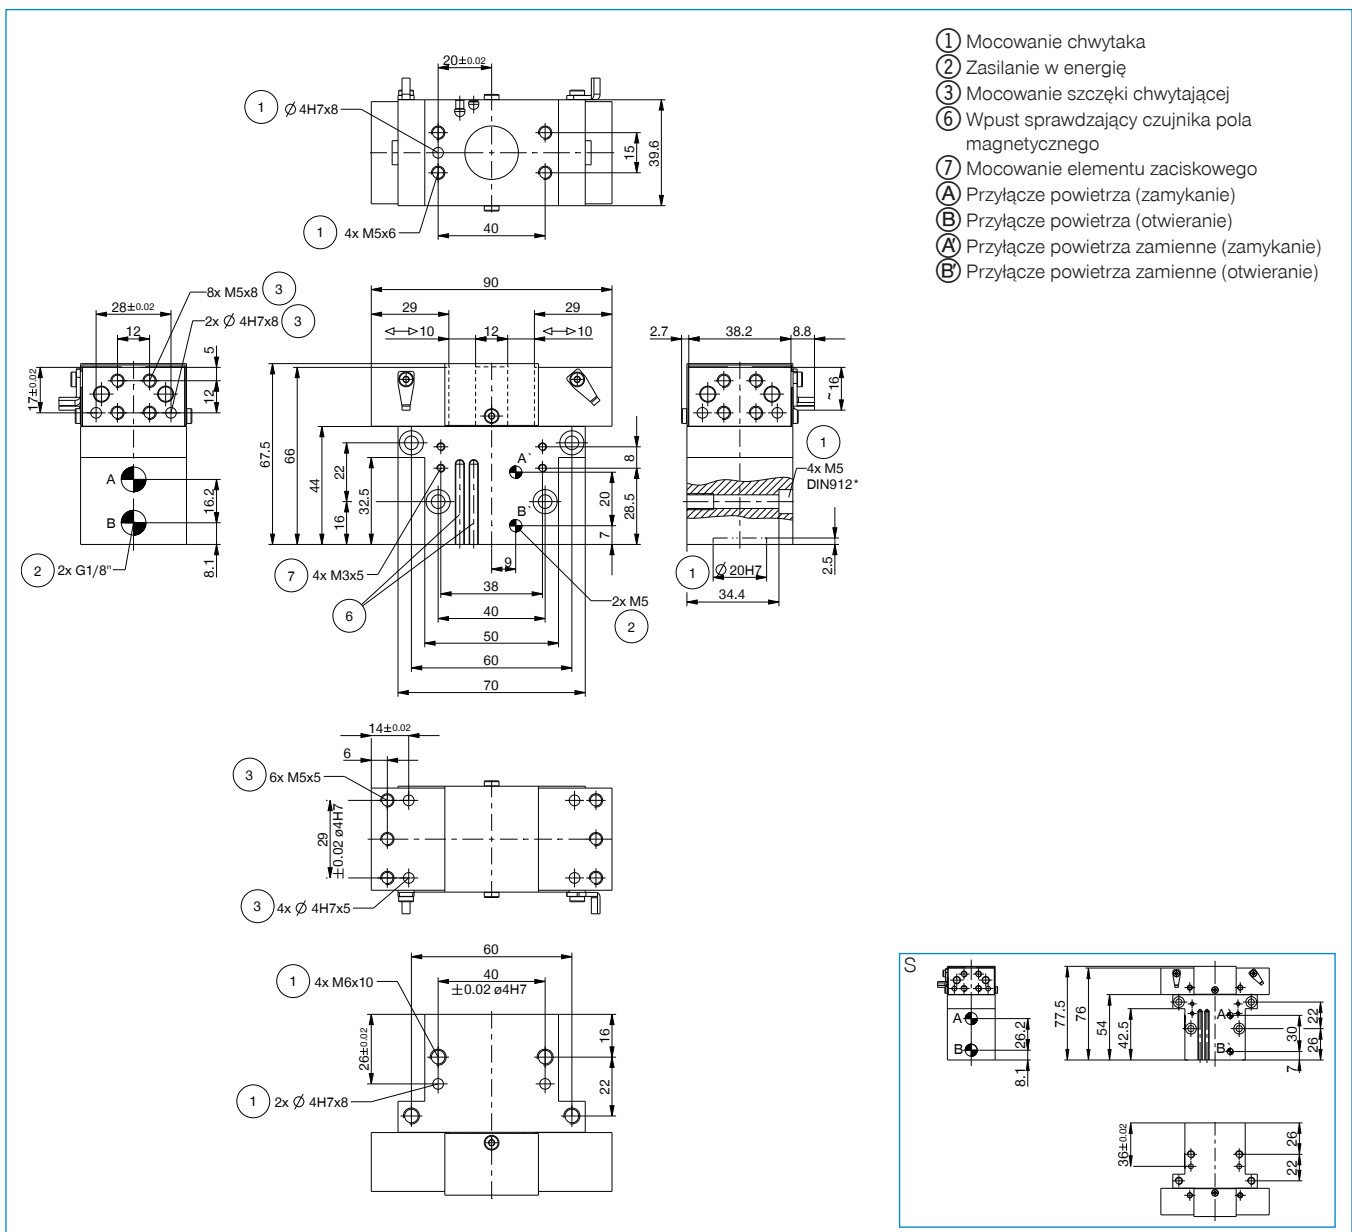 ① Mocowanie chwytaka
② Zasilanie w energię
③ Mocowanie szczęki chwytającej
⑥ Wpust sprawdzający czujnika pola
magnetycznego
⑦ Mocowanie elementu zaciskowego
Ⓐ Przyłącze powietrza (zamykanie)
Ⓑ Przyłącze powietrza (otwieranie)
A' Przyłącze powietrza zamienne (zamykanie)
B' Przyłącze powietrza zamienne (otwieranie)
20±0.02
1 Ø 4H7x8
15
39.6
1 4x M5x6
40
28±0.02
12
8x M5x8 3
2x Ø 4H7x8 3
5
12
17±0.02
A
B
16.2
8.1
2 2x G1/8"
90
29
29
10
12
10
67.5
66
44
32.5
22
16
A`
B`
8
20
28.5
7
9
7 4x M3x5
6
38
40
50
60
70
2x M5
2
2.7
38.2
8.8
~16
1
4x M5
DIN912*
1 Ø 20H7
34.4
2.5
14±0.02
6
3 6x M5x5
29
±0.02 ø4H7
3 4x Ø 4H7x5
60
40
±0.02 ø4H7
1 4x M6x10
26±0.02
16
22
1 2x Ø 4H7x8
S
A
B
26.2
8.1
77.5
76
54
42.5
A`
B`
22
30
26
7
36±0.02
26
22